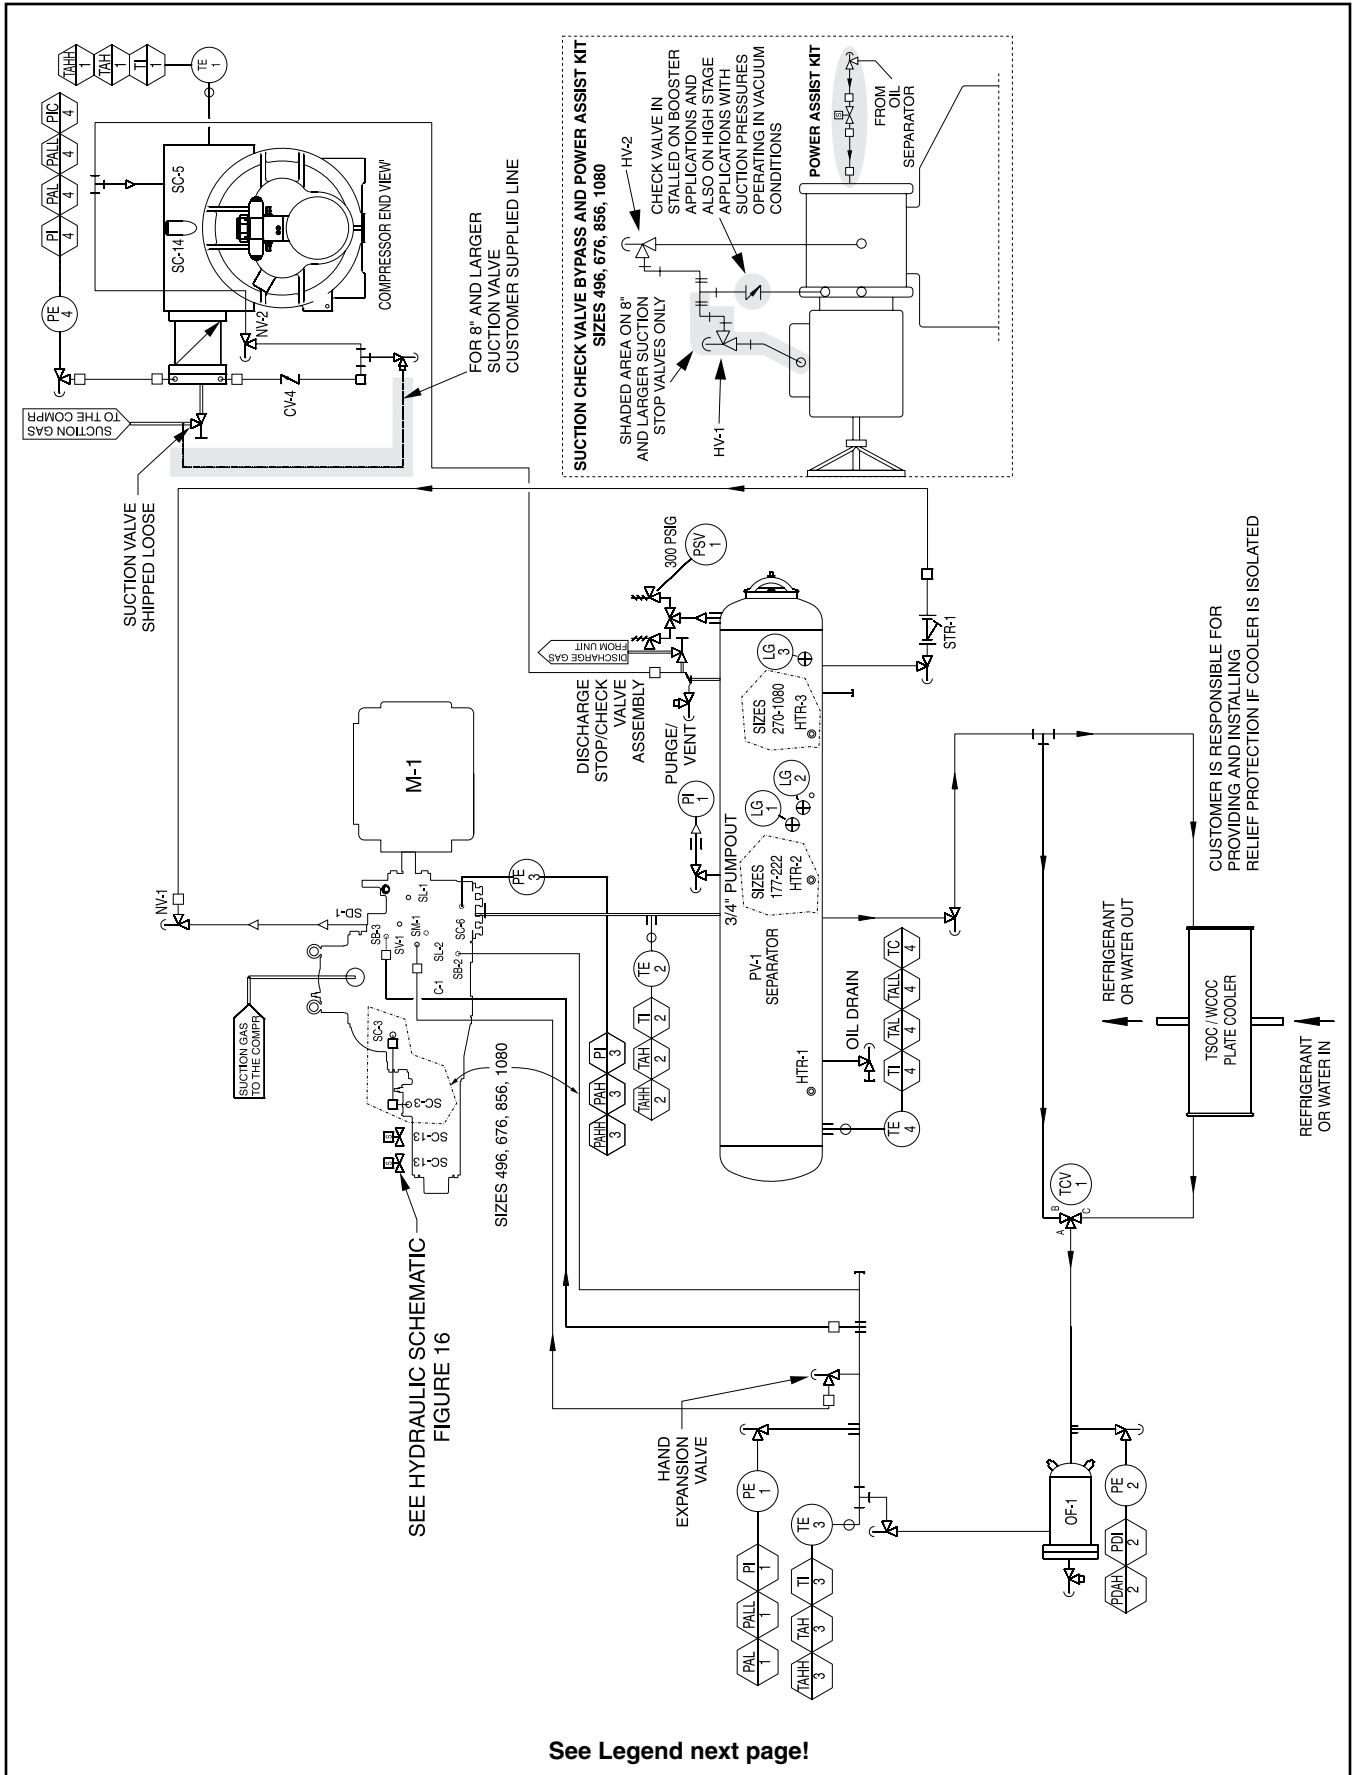 TAHH
1
TAH
1
TI
1
TE
1
PI
4
PAL
4
PALL
4
PIC
4
PE
4
SC-14
SC-5
COMPRESSOR END VIEW'
NV-2
CV-4
SUCTION GAS
TO THE COMPR
FOR 8" AND LARGER
SUCTION VALVE
CUSTOMER SUPPLIED LINE
SUCTION VALVE
SHIPPED LOOSE
SUCTION CHECK VALVE BYPASS AND POWER ASSIST KIT
SIZES 496, 676, 856, 1080
HV-2
CHECK VALVE IN
STALLED ON BOOSTER
APPLICATIONS AND
ALSO ON HIGH STAGE
APPLICATIONS WITH
SUCTION PRESSURES
OPERATING IN VACUUM
CONDITIONS
SHADED AREA ON 8"
AND LARGER SUCTION
STOP VALVES ONLY
HV-1
POWER ASSIST KIT
S
FROM
OIL
SEPARATOR
300 PSIG
PSV
1
DISCHARGE GAS
FROM UNIT
DISCHARGE
STOP/CHECK
VALVE
ASSEMBLY
PURGE/
VENT
PI
1
3/4" PUMPOUT
STR-1
LG
3
SIZES
270-1080
HTR-3
LG
1
LG
2
SIZES
177-222
HTR-2
PV-1
SEPARATOR
HTR-1
OIL DRAIN
M-1
NV-1
SD-1
SB-3
SV-1
SM-1
SL-1
SL-2
SC-6
SB-2
C-1
PE
3
SUCTION GAS
TO THE COMPR
SC-3
SC-3
S
SC-13
S
SC-13
SIZES 496, 676, 856, 1080
SEE HYDRAULIC SCHEMATIC
FIGURE 16
PAHH
3
PAH
3
PI
3
TAHH
2
TAH
2
TI
2
TE
2
TE
4
TI
4
TAL
4
TALL
4
TC
4
CUSTOMER IS RESPONSIBLE FOR
PROVIDING AND INSTALLING
RELIEF PROTECTION IF COOLER IS ISOLATED
REFRIGERANT
OR WATER OUT
TSOC / WCOC
PLATE COOLER
REFRIGERANT
OR WATER IN
TCV
1
A
B
C
HAND
EXPANSION
VALVE
PAL
1
PALL
1
PI
1
PE
1
TAHH
3
TAH
3
TI
3
TE
3
OF-1
PDAH
2
PDI
2
PE
2
See Legend next page!